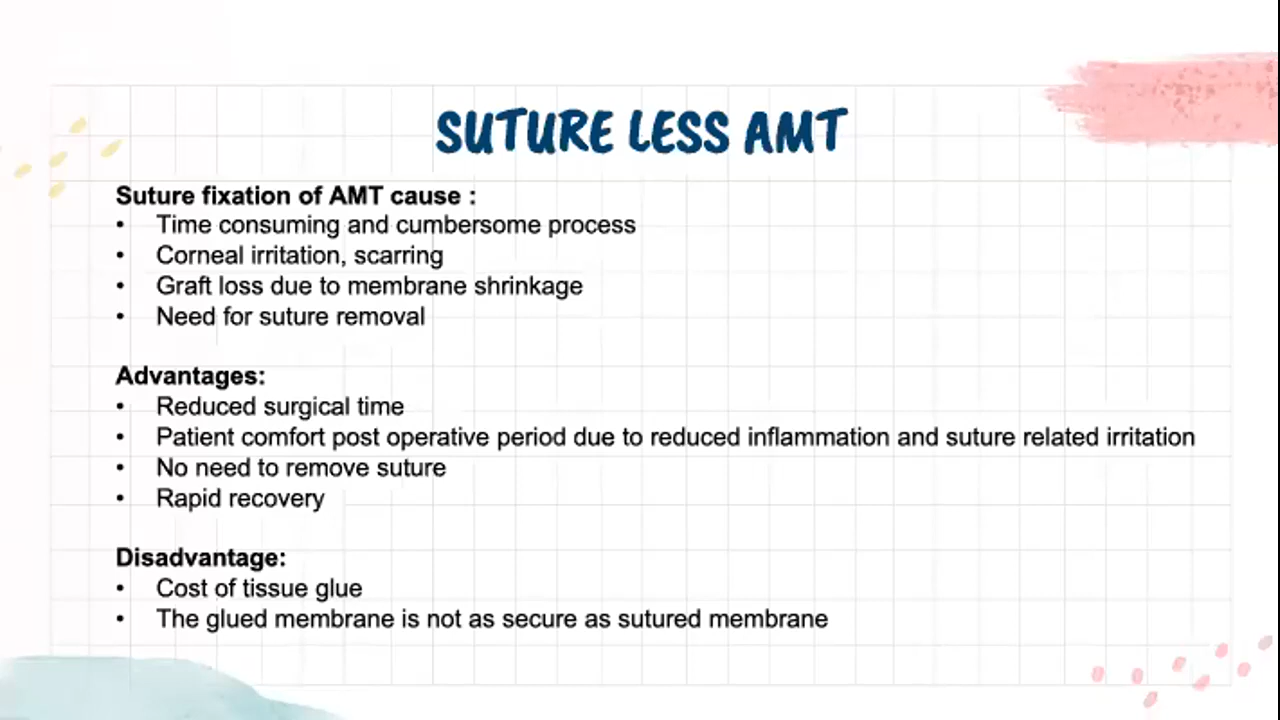 SUTURE LESS AMT
Suture fixation of AMT cause :
• Time consuming and cumbersome process
• Corneal irritation, scarring
• Graft loss due to membrane shrinkage
• Need for suture removal
Advantages:
• Reduced surgical time
• Patient comfort post operative period due to reduced inflammation and suture related irritation
• No need to remove suture
• Rapid recovery
Disadvantage:
• Cost of tissue glue
• The glued membrane is not as secure as sutured membrane